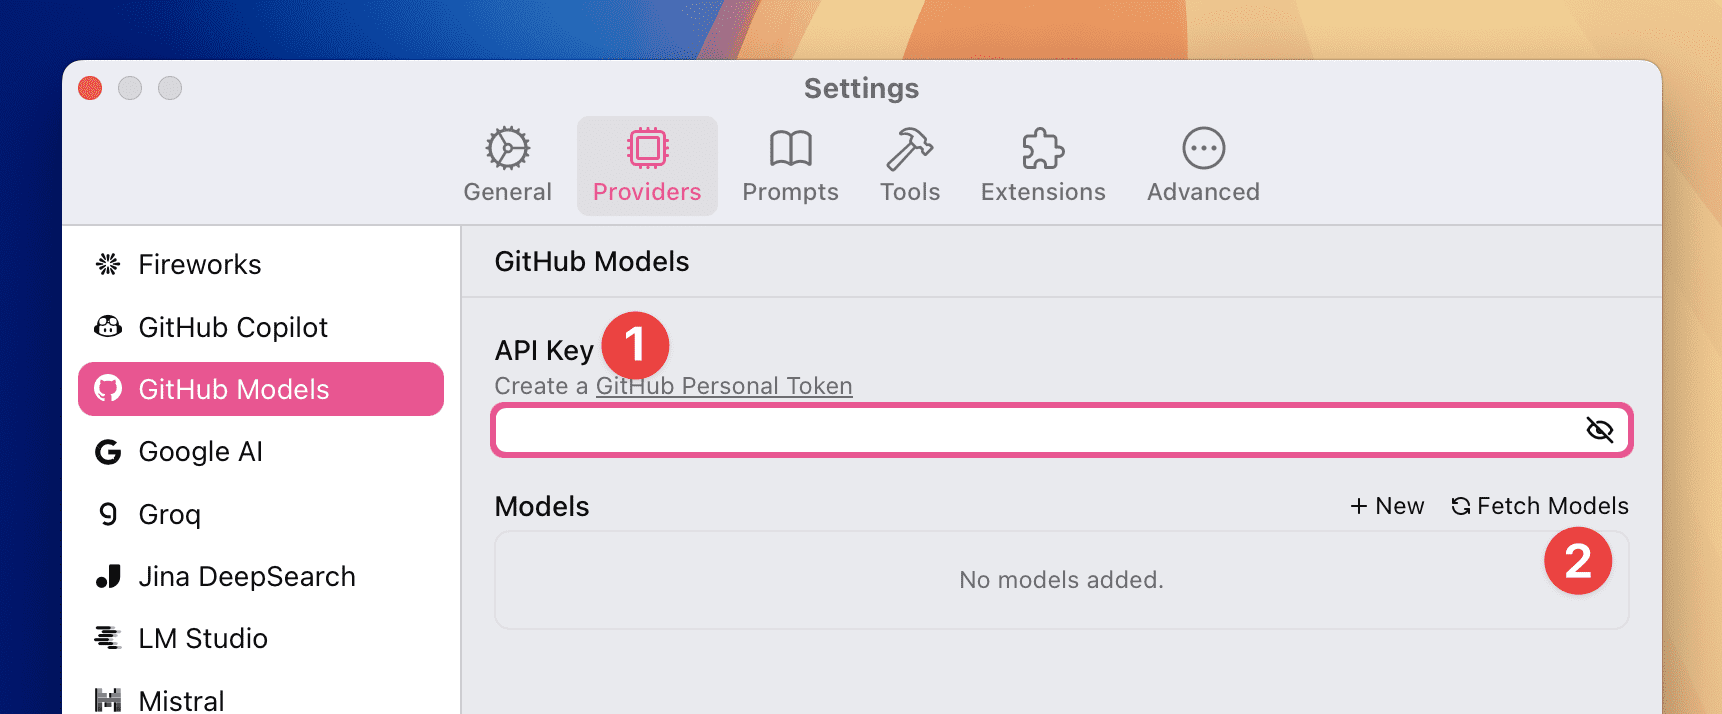 Settings
General
Providers
Prompts
Tools
Extensions
Advanced
Fireworks
GitHub Copilot
GitHub Models
Google AI
Groq
Jina DeepSearch
LM Studio
Mistral
GitHub Models
API Key
1
Create a GitHub Personal Token
Models
+ New
Fetch Models
2
No models added.